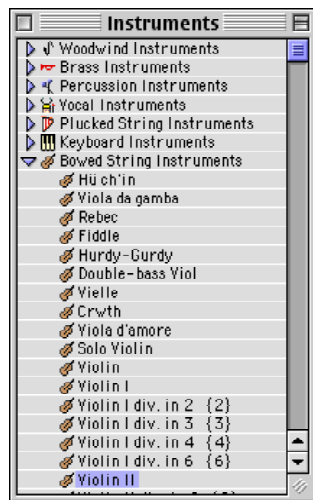 Instruments
Woodwind Instruments
Brass Instruments
Percussion Instruments
Vocal Instruments
Plucked String Instruments
Keyboard Instruments
Bowed String Instruments
Hü ch'in
Viola da gamba
Rebec
Fiddle
Hurdy-Gurdy
Double-bass Viol
Vielle
Crwth
Viola d'amore
Solo Violin
Violin
Violin I
Violin I div. in 2 {2}
Violin I div. in 3 {3}
Violin I div. in 4 {4}
Violin I div. in 6 {6}
Violin II